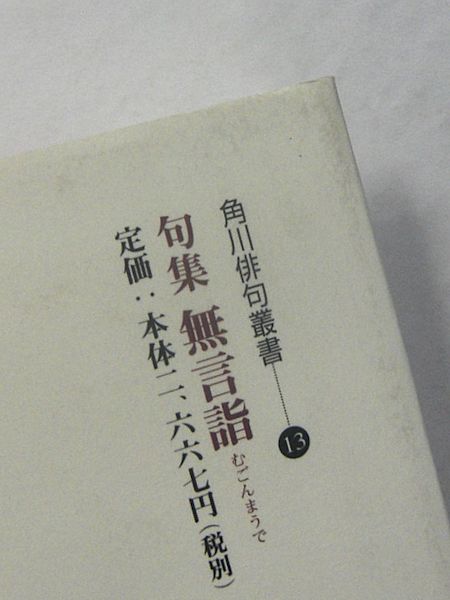 角川俳句叢書……13
句集 無言詣 むごんまうで
定価:本体二、六六七円(税別)